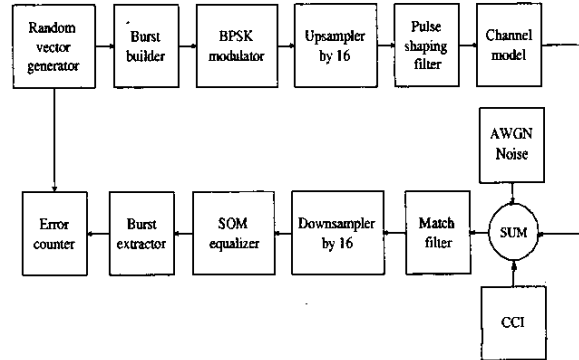 Random
vector
generator
Burst
builder
BPSK
modulator
Upsampler
by 16
Pulse
shaping
filter
Channel
model
AWGN
Noise
Error
counter
Burst
extractor
SOM
equalizer
Downsampler
by 16
Match
filter
SUM
CCI